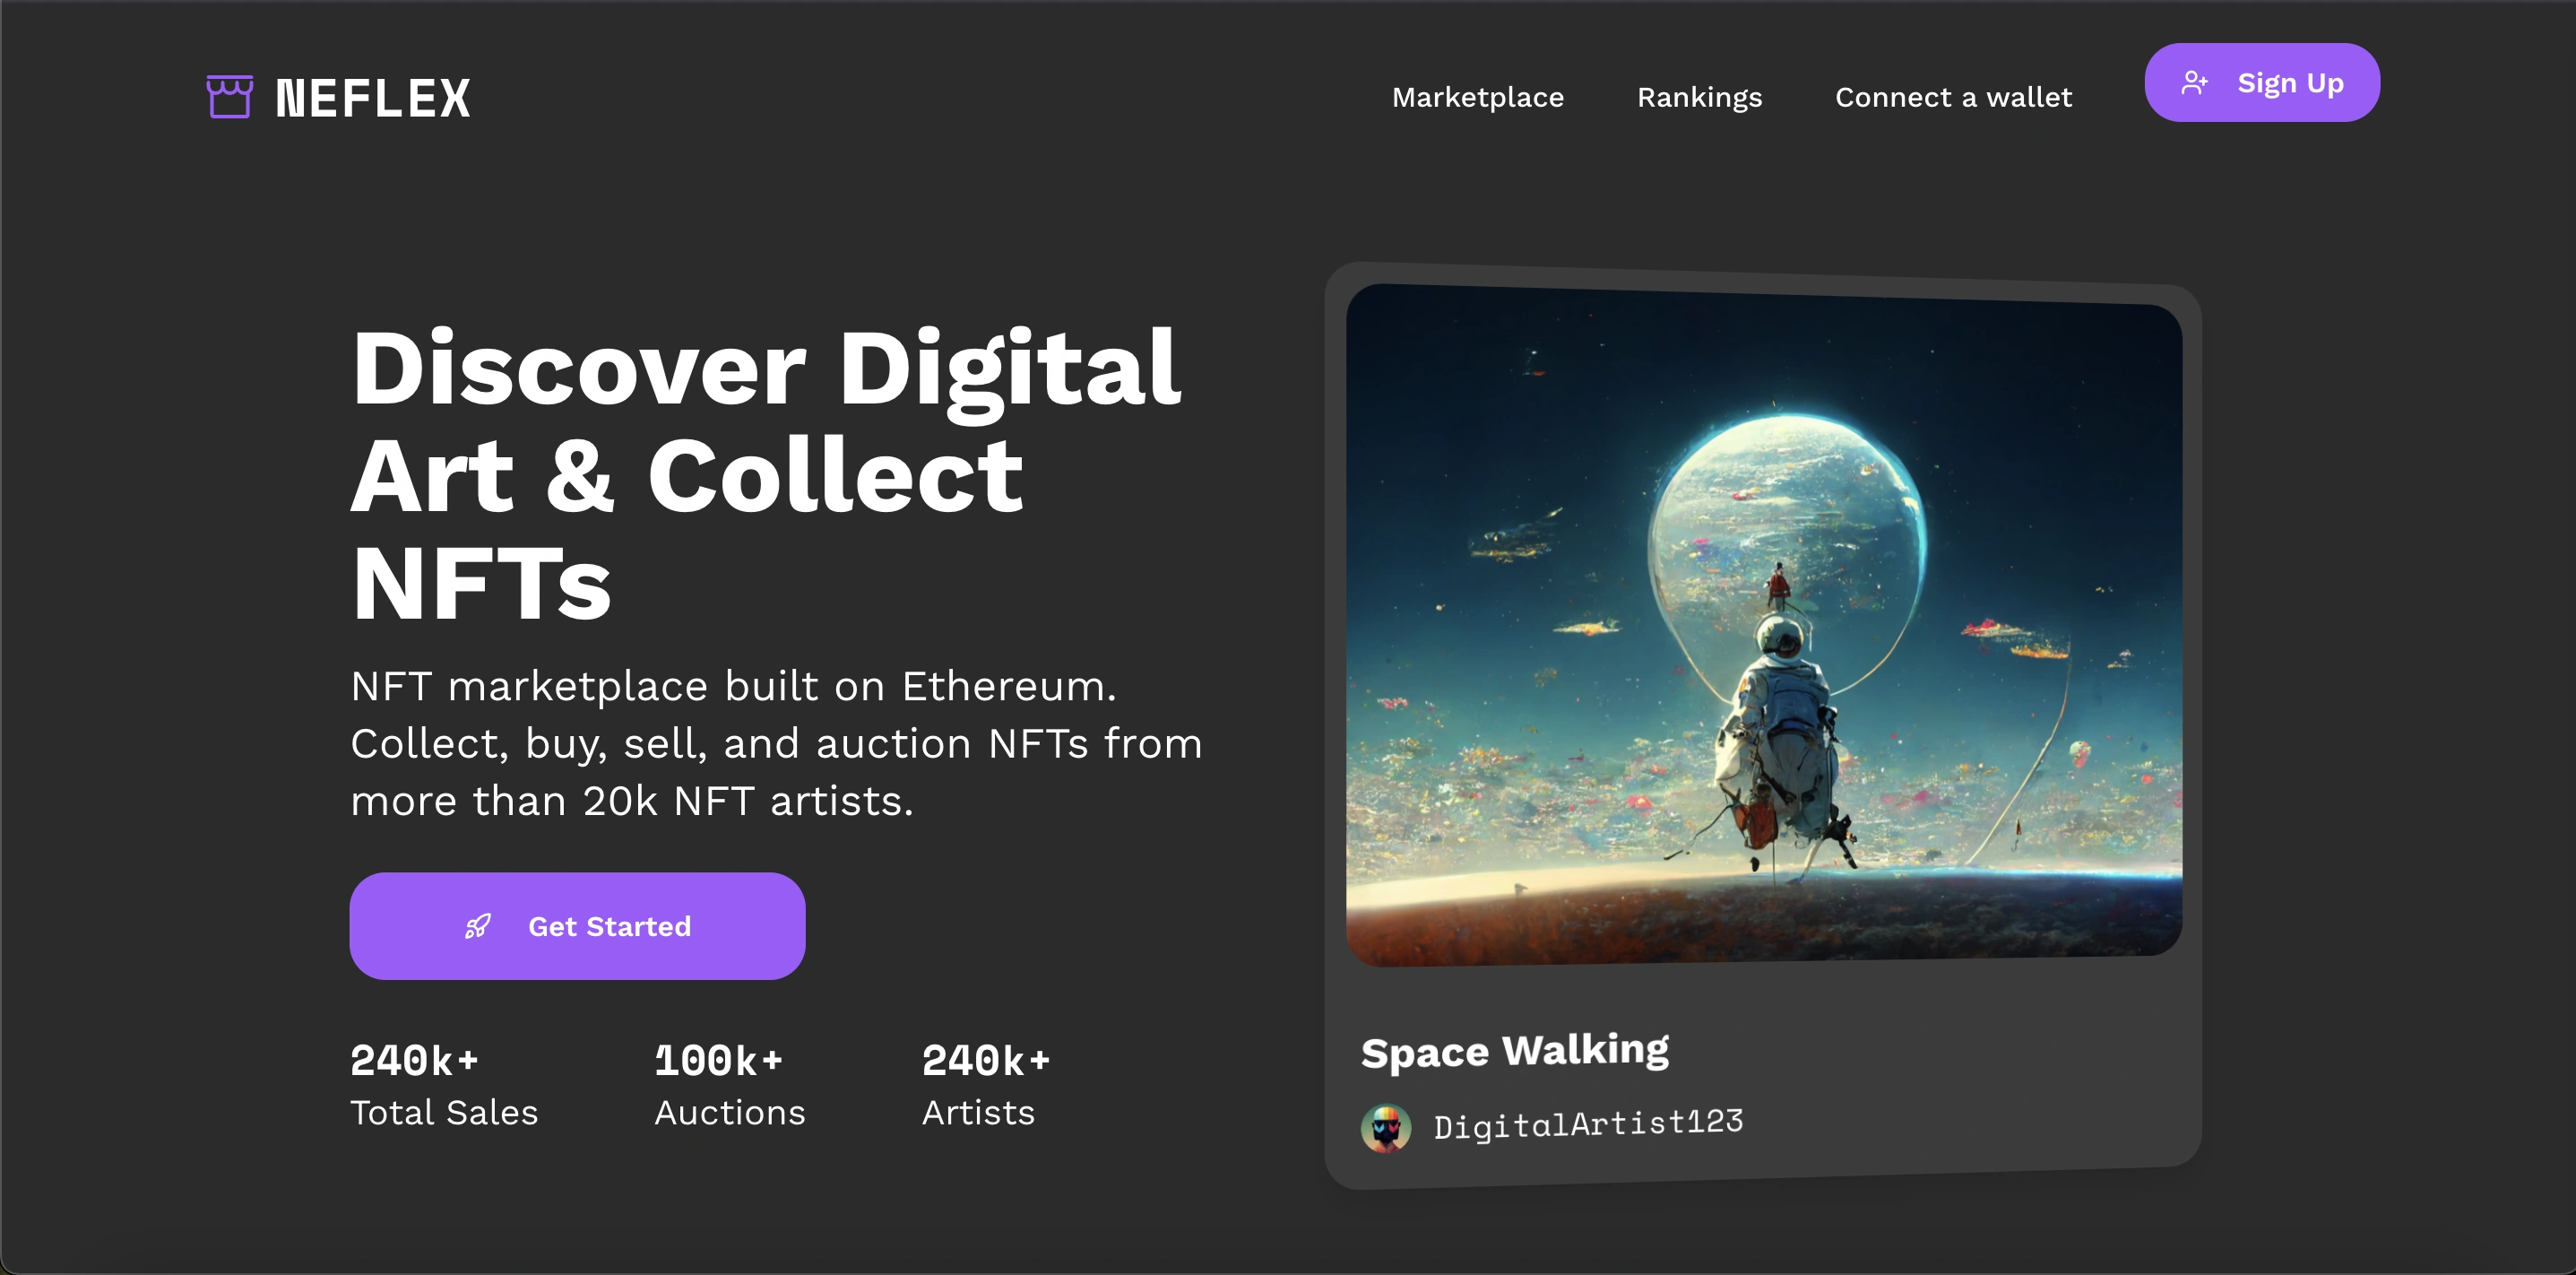 NEFLEX
Marketplace
Rankings
Connect a wallet
Sign Up
Discover Digital
Art & Collect
NFTs
NFT marketplace built on Ethereum.
Collect, buy, sell, and auction NFTs from
more than 20k NFT artists.
Get Started
240k+
Total Sales
100k+
Auctions
240k+
Artists
Space Walking
DigitalArtist123